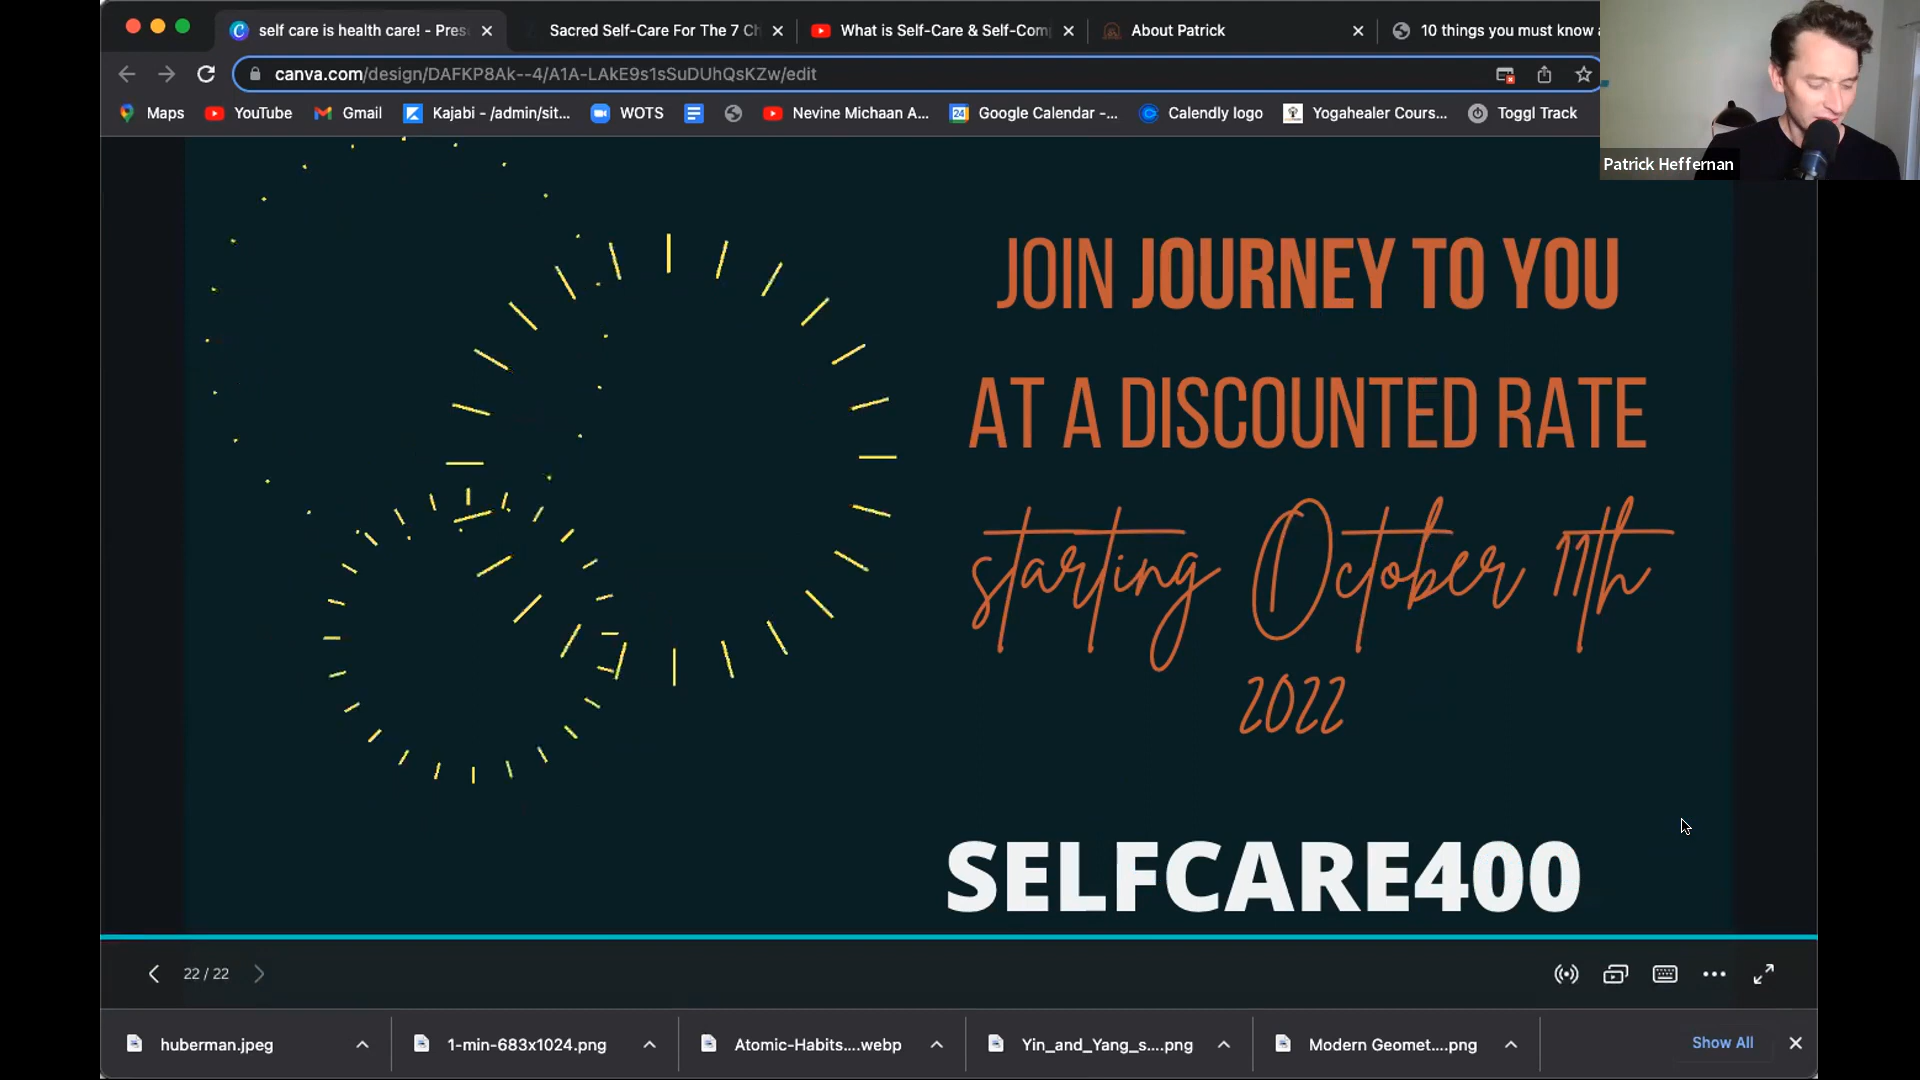 self care is health care! - Pres
Sacred Self-Care For The 7 Ch
What is Self-Care & Self-Com
About Patrick
10 things you must know a
canva.com/design/DAFKP8Ak--4/A1A-LAkE9s1sSuDUhQsKZw/edit
Maps
YouTube
Gmail
Kajabi - /admin/sit...
WOTS
Nevine Michaan A...
24
Google Calendar -...
Calendly logo
Yogahealer Cours...
Toggl Track
Patrick Heffernan
JOIN JOURNEY TO YOU
AT A DISCOUNTED RATE
starting October 11th
2022
SELFCARE400
22 / 22
huberman.jpeg
1-min-683x1024.png
Atomic-Habits....webp
Yin_and_Yang_s....png
Modern Geomet....png
Show All